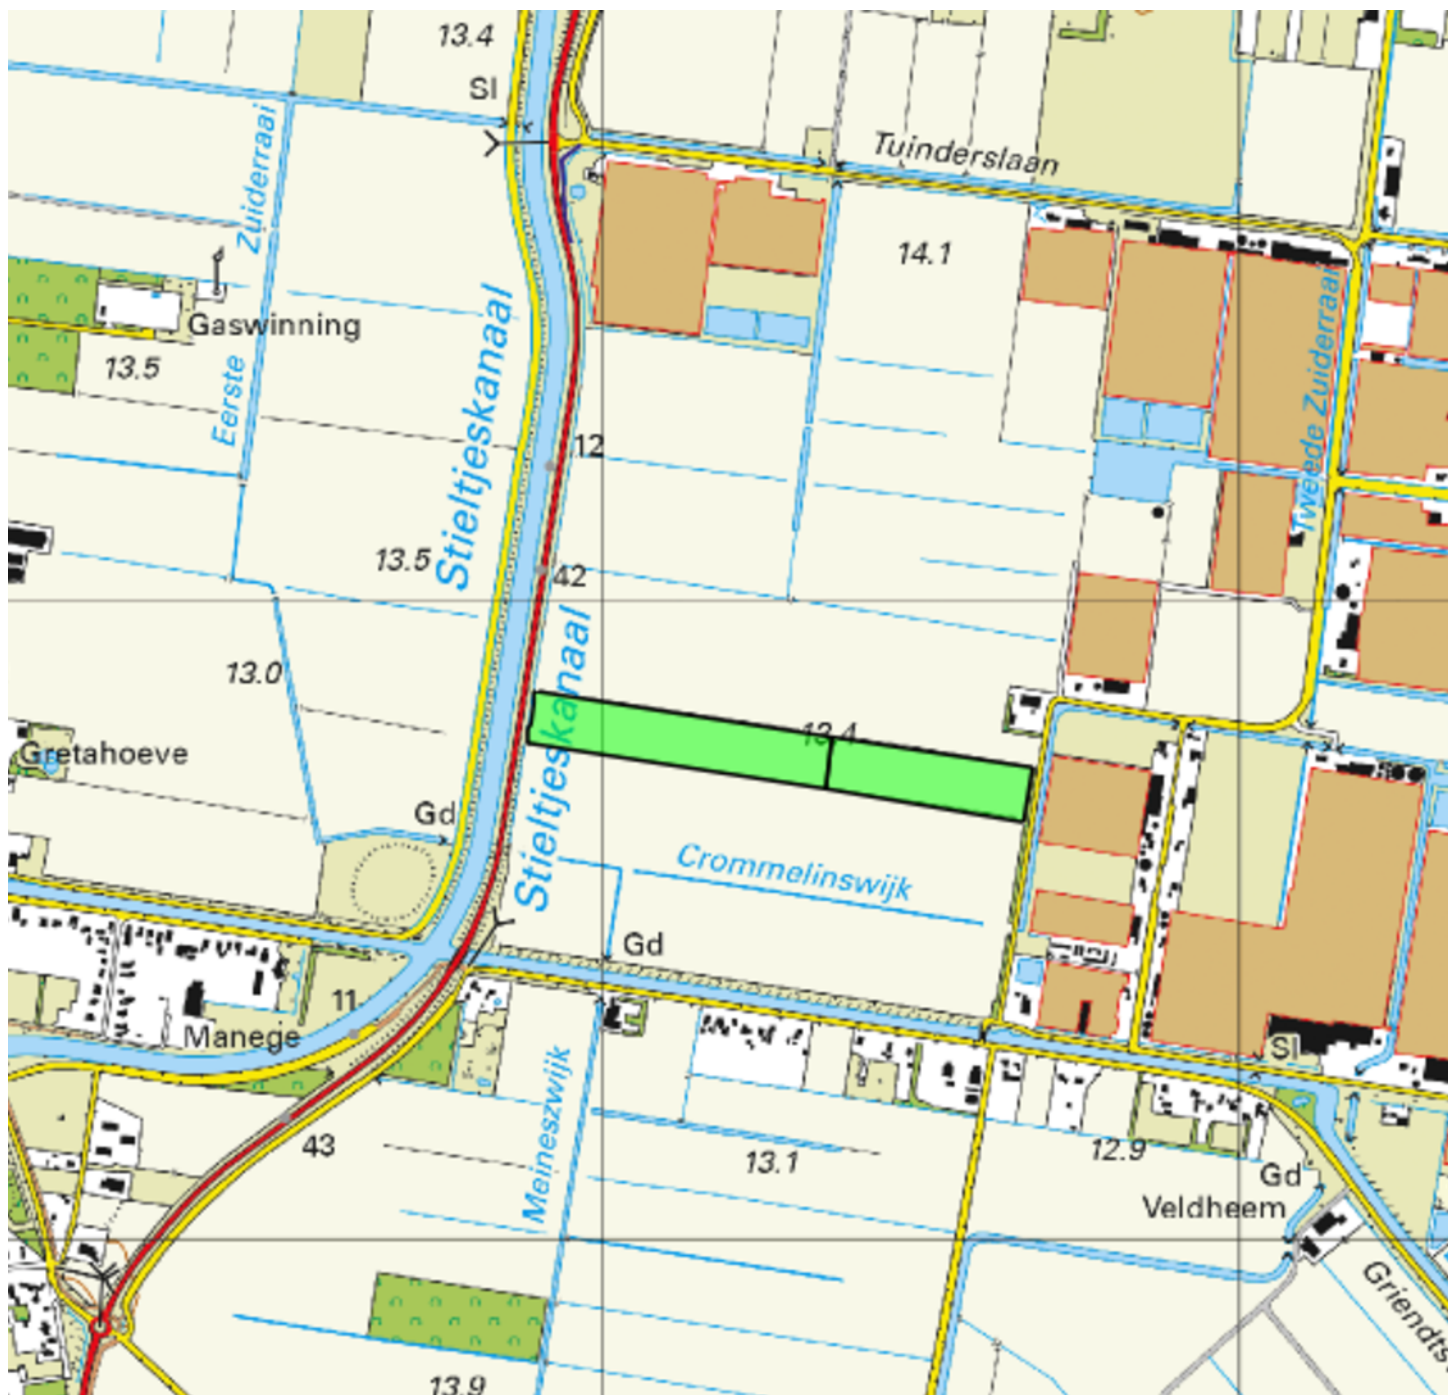 13.4
Sl
Tuinderslaan
Zuiderraai
14.1
Gaswinning
13.5
Eerste
Stieltjeskanaal
Tweede Zuiderraai
12
13.5
42
13.0
Stieltjeskanaal
13.4
Gretahoeve
Gd
Crommelinswijk
Gd
11
Manege
Sl
Meineszwijk
43
13.1
12.9
Gd
Veldheem
Griendts
13.9